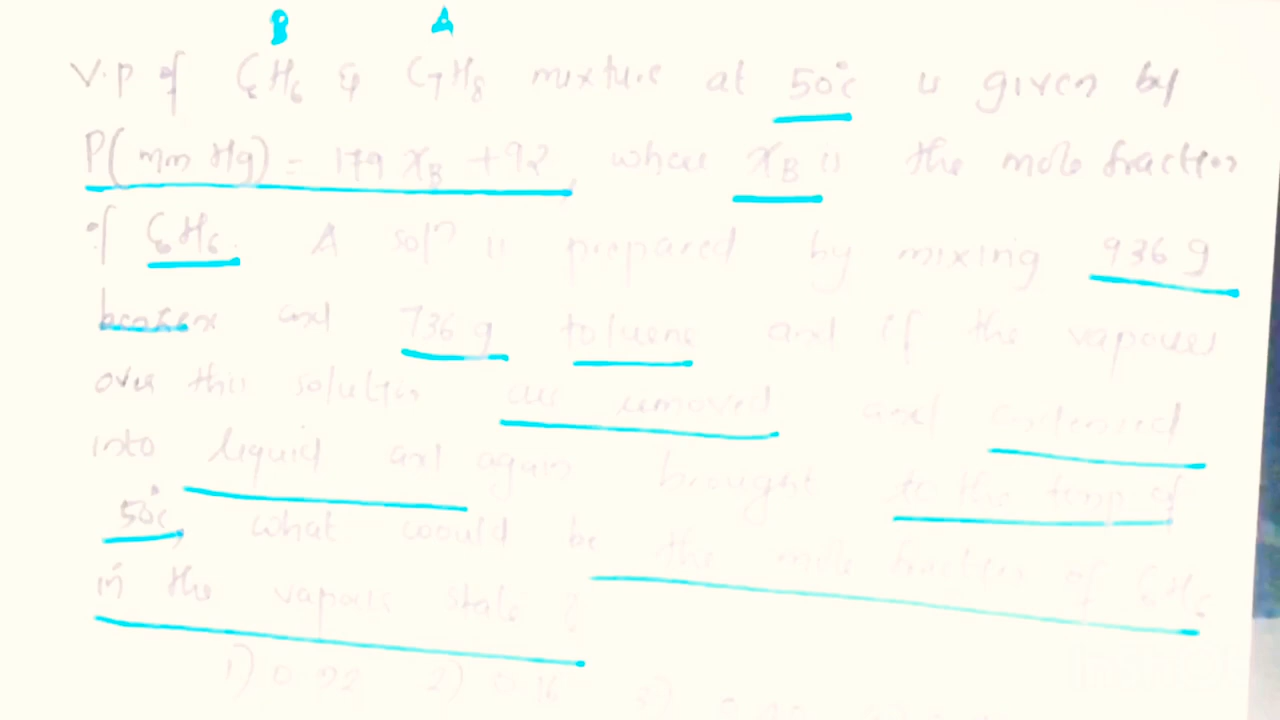 B A
V.p of C6H6 & C7H8 mixture at 50°c is given by
P(mm Hg) = 179 XB + 92, where XB is the mole fraction
of C6H6. A sol? is prepared by mixing 936 g
benzene and 736 g toluene and if the vapours
over this solution are removed and condensed
into liquid and again brought to the temp of
50°c, what would be the mole fraction of C6H6
in the vapour state?
1) 0.92 2)